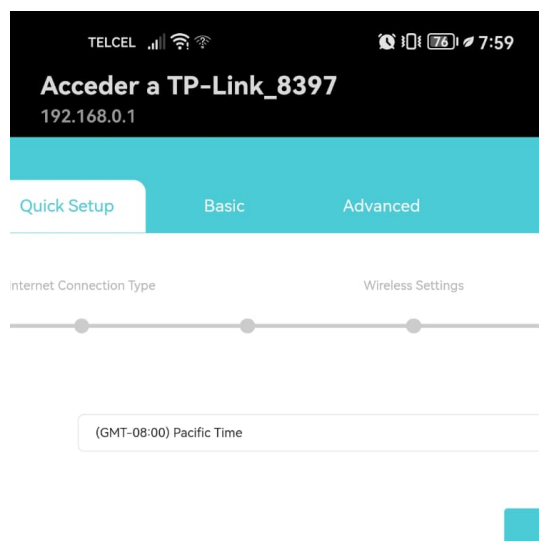 TELCEL 76 7:59
Acceder a TP-Link_8397
192.168.0.1
Quick Setup Basic Advanced
Internet Connection Type Wireless Settings
(GMT-08:00) Pacific Time